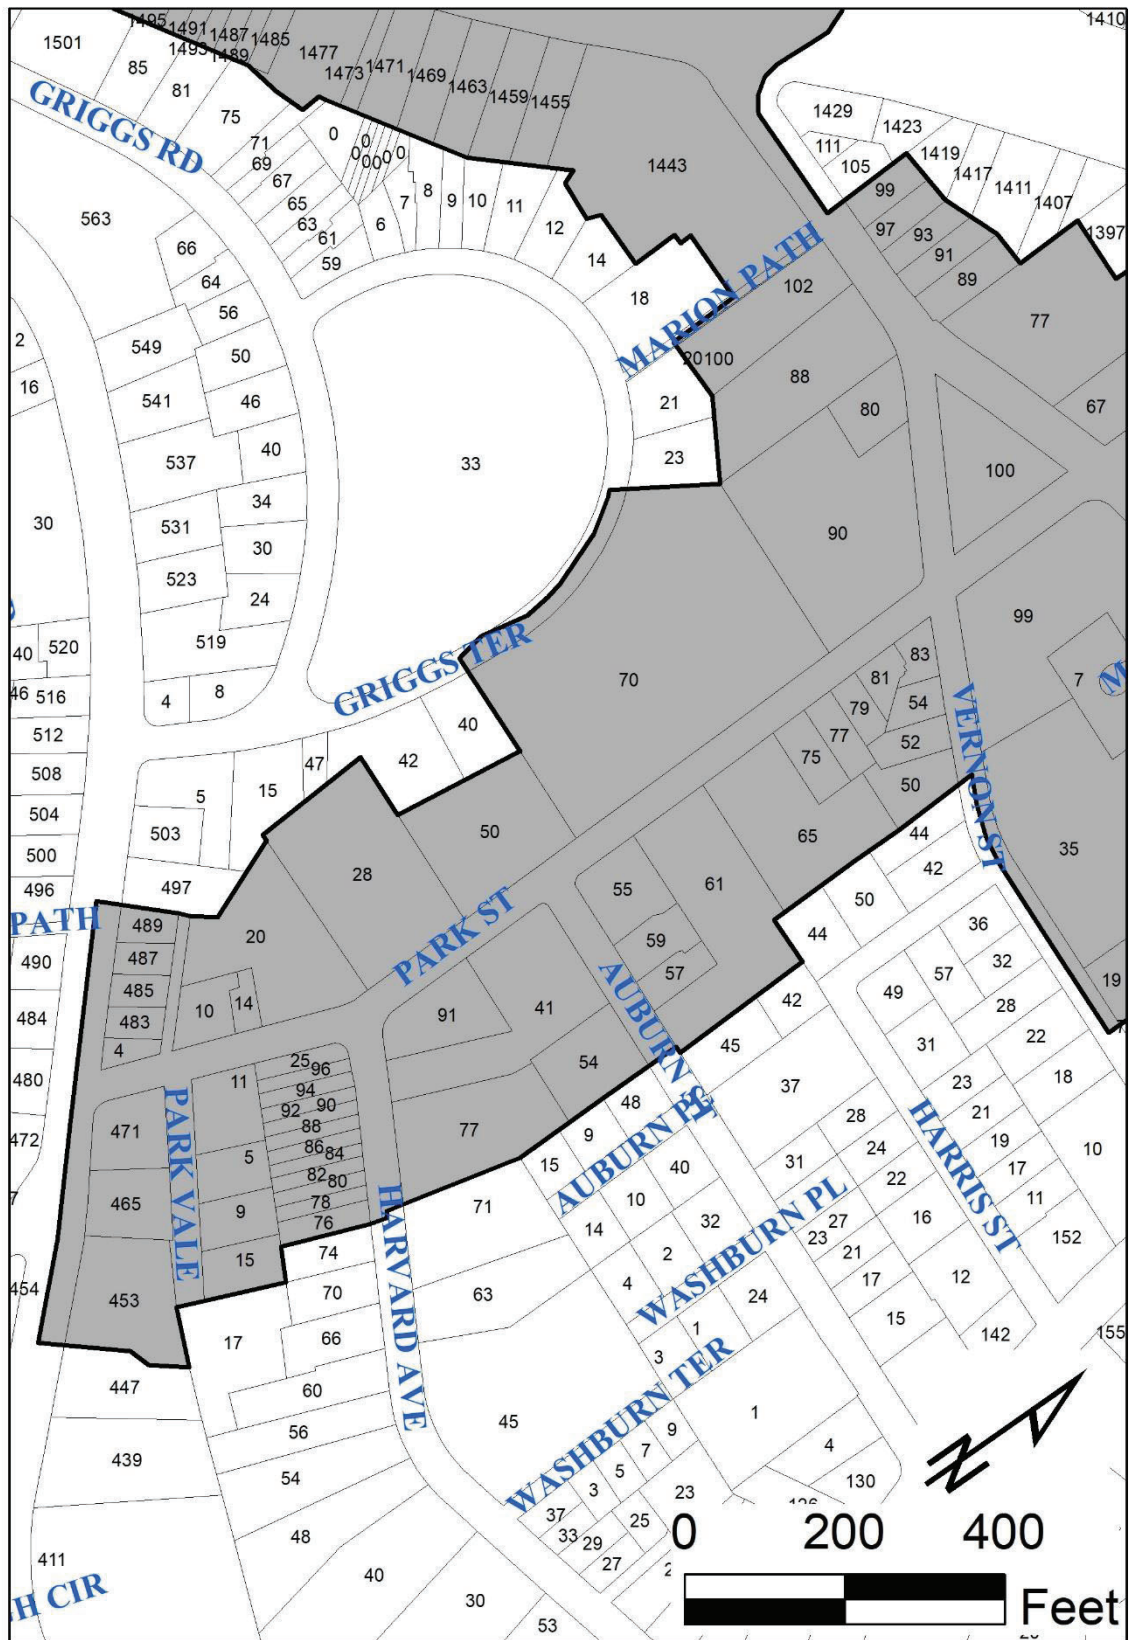 1495 1491 1487 1485 1410
1501 1493 1489 1477
85 1473 1471 1469 1463 1459 1455
81 75 1429 1423
GRIGGS RD
71 0 0 111 1419
69 0 0 0 0 0 105 1417
67 7 8 9 10 1443 99 1411
65 11 1407
563 63 6 12 97 93 1397
66 61 91
59 14 89
64 18 MARION PATH 102
56 77
2 549 50 20 100
16 541 46 21 88 67
80
537 40 23
33 100
34
30 531 30 90
523
24 99
519
40 520 GRIGGS TER 83
46 516 4 8 70 81 7 M
79 54 VERNON ST
512 40 77 52
508 47 42 75 50
5 15
504 503 50 65 44 35
500 28 42
496 497 55 61 50
PATH 489 20 PARK ST 59 44 36
490 487 57 57 32
485 10 14 AUBURN ST 42 49 19
484 483 91 41 28
4 25 96 54 45 31 22
480 11 94 37 23 18
92 90 48 AUBURN PL 21
472 471 PARK VALE 88 77 9 28 HARRIS ST 19 10
5 86 84 15 31 24 17
7 82 80 40 22 11
465 9 78 71 10 WASHBURN PL 27 16 152
76 HARVARD AVE 14 32 23
454 15 74 2 21
453 70 63 4 17 12
17 24 15
66 1 142
3 155
447 60 WASHBURN TER
56 45 1
439 9 4
54 5 7 130
3 23 126
37
48 33 25 0 200 400
29
411 27
GH CIR 40 30 Feet
53